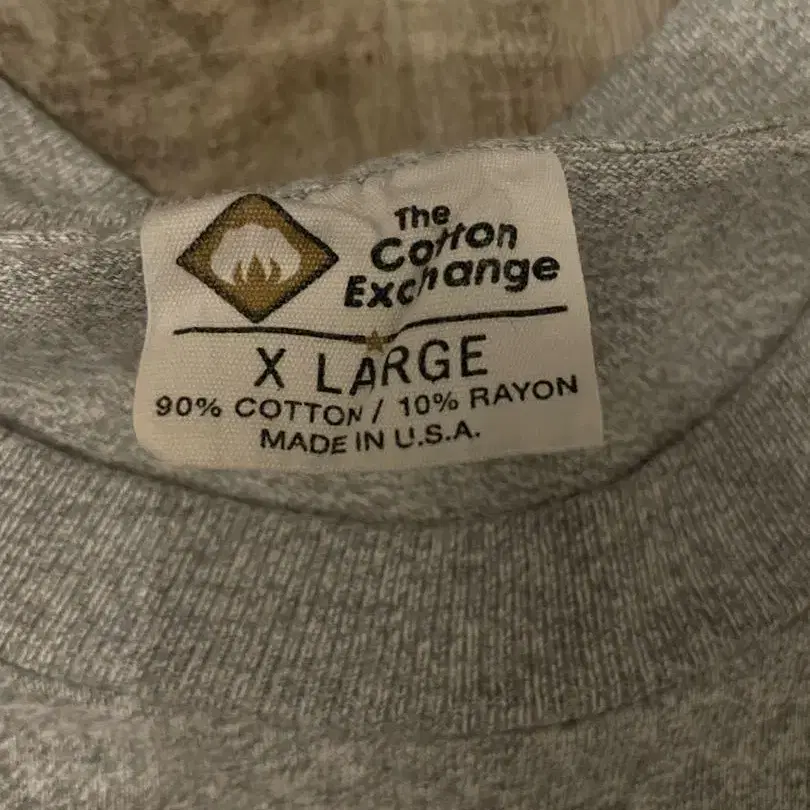 The
Cotton
Exchange
X LARGE
90% COTTON / 10% RAYON
MADE IN U.S.A.